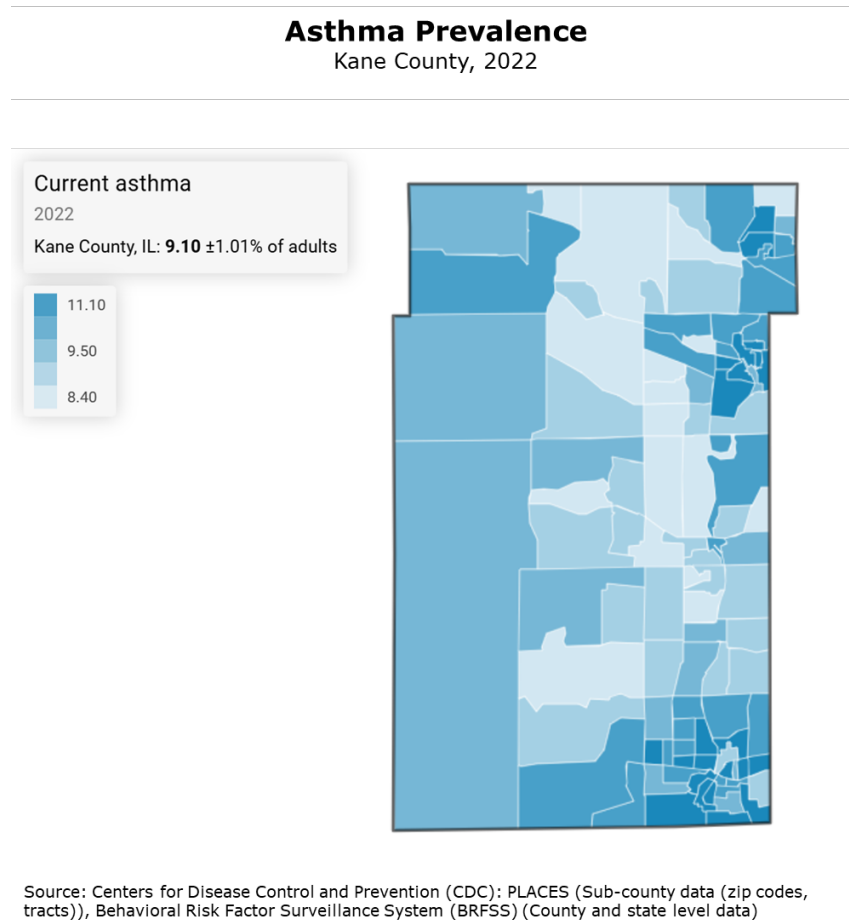 Asthma Prevalence
Kane County, 2022
Current asthma
2022
Kane County, IL: 9.10 ±1.01% of adults
11.10
9.50
8.40
Source: Centers for Disease Control and Prevention (CDC): PLACES (Sub-county data (zip codes,
tracts)), Behavioral Risk Factor Surveillance System (BRFSS) (County and state level data)